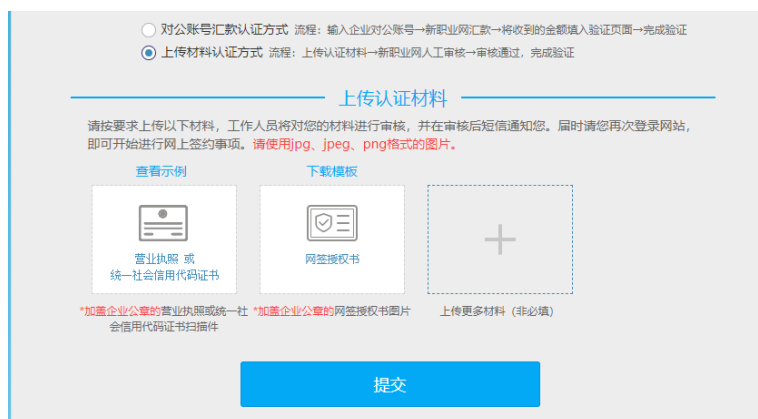 对公账号汇款认证方式 流程：输入企业对公账号→新职业网汇款→将收到的金额填入验证页面→完成验证
上传材料认证方式 流程：上传认证材料→新职业网人工审核→审核通过，完成验证
上传认证材料
请按要求上传以下材料，工作人员将对您的材料进行审核，并在审核后短信通知您。届时请您再次登录网站，
即可开始进行网上签约事项。请使用jpg、jpeg、png格式的图片。
查看示例
下载模板
营业执照 或
统一社会信用代码证书
网签授权书
*加盖企业公章的营业执照或统一社
会信用代码证书扫描件
*加盖企业公章的网签授权书图片
上传更多材料（非必填）
提交